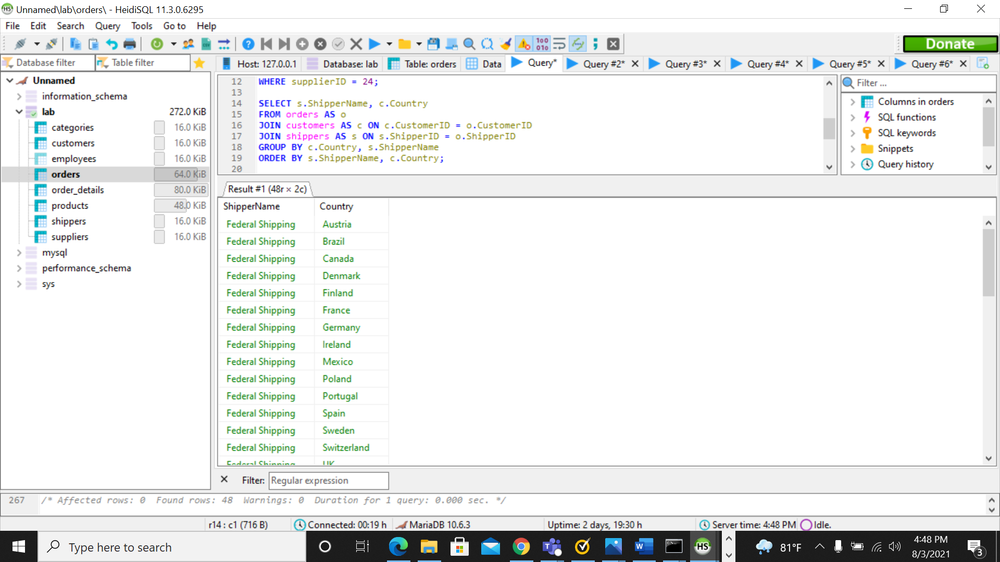 Unnamed\lab\orders\ - HeidiSQL 11.3.0.6295
File Edit Search Query Tools Go to Help
Donate
Database filter Table filter
Host: 127.0.0.1 Database: lab Table: orders Data Query* Query #2* Query #3* Query #4* Query #5* Query #6*
Unnamed
information_schema
lab 272.0 KiB
categories 16.0 KiB
customers 16.0 KiB
employees 16.0 KiB
orders 64.0 KiB
order_details 80.0 KiB
products 48.0 KiB
shippers 16.0 KiB
suppliers 16.0 KiB
mysql
performance_schema
sys
12 WHERE supplierID = 24;
13
14 SELECT s.ShipperName, c.Country
15 FROM orders AS o
16 JOIN customers AS c ON c.CustomerID = o.CustomerID
17 JOIN shippers AS s ON s.ShipperID = o.ShipperID
18 GROUP BY c.Country, s.ShipperName
19 ORDER BY s.ShipperName, c.Country;
20
Filter ...
Columns in orders
SQL functions
SQL keywords
Snippets
Query history
Result #1 (48r × 2c)
ShipperName Country
Federal Shipping Austria
Federal Shipping Brazil
Federal Shipping Canada
Federal Shipping Denmark
Federal Shipping Finland
Federal Shipping France
Federal Shipping Germany
Federal Shipping Ireland
Federal Shipping Mexico
Federal Shipping Poland
Federal Shipping Portugal
Federal Shipping Spain
Federal Shipping Sweden
Federal Shipping Switzerland
Federal Shipping UK
Filter: Regular expression
267 /* Affected rows: 0 Found rows: 48 Warnings: 0 Duration for 1 query: 0.000 sec. */
r14 : c1 (716 B) Connected: 00:19 h MariaDB 10.6.3 Uptime: 2 days, 19:30 h Server time: 4:48 PM Idle.
Type here to search
HS
81°F
4:48 PM
8/3/2021
3